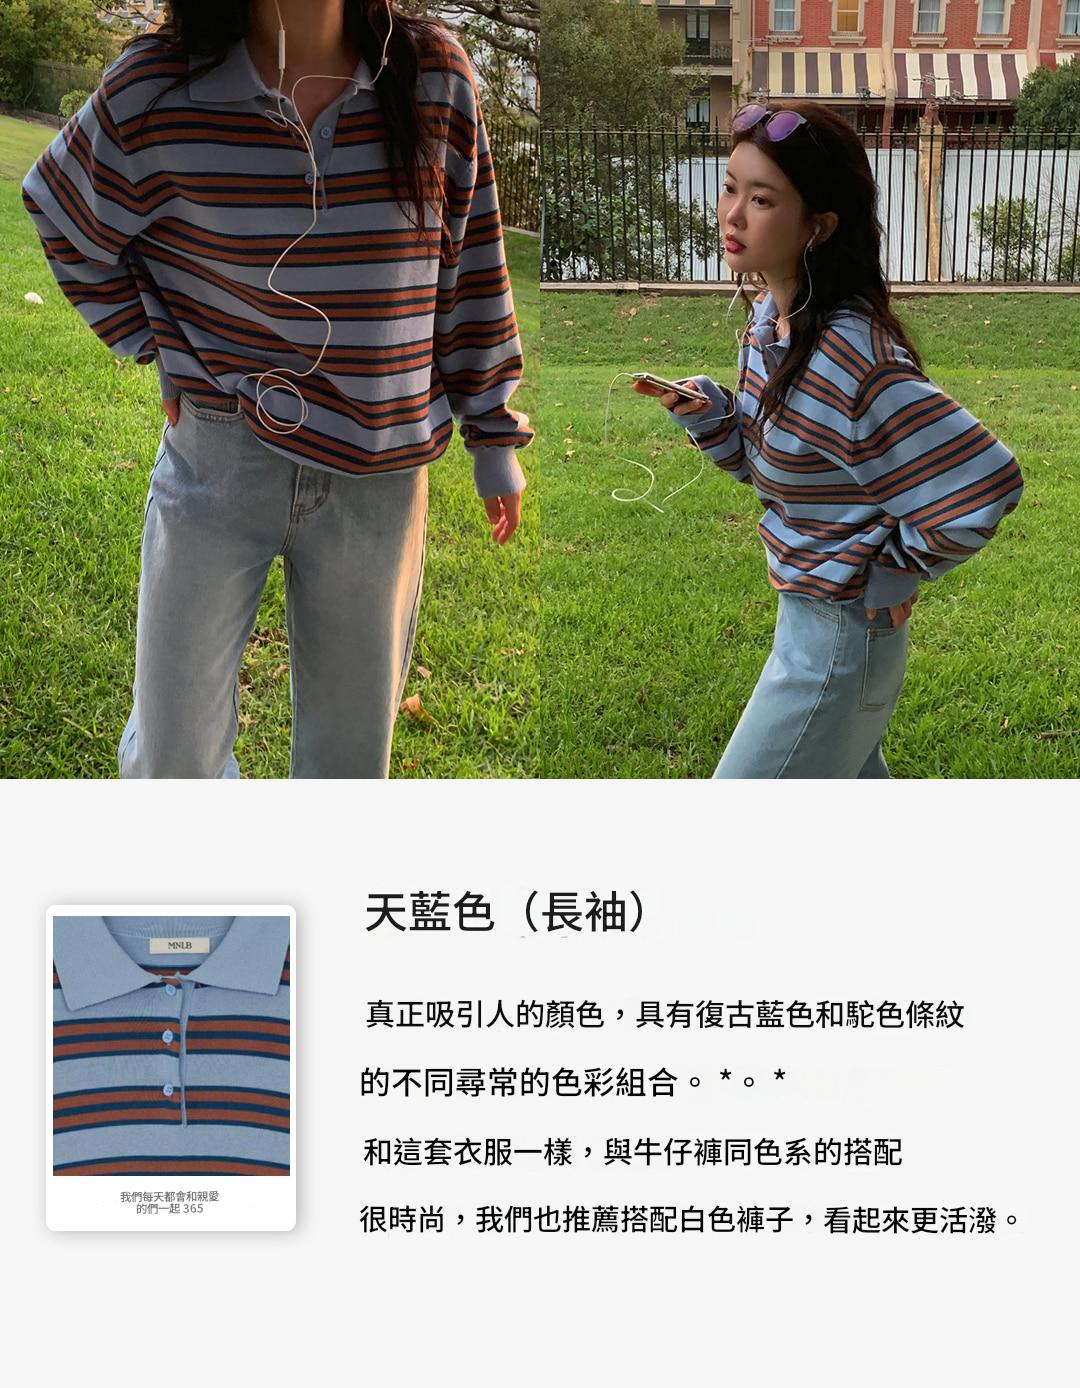 天藍色（長袖）
MNLB
我們每天都會和親愛
的們一起 365
真正吸引人的顏色，具有復古藍色和駝色條紋
的不同尋常的色彩組合。 *。 *
和這套衣服一樣，與牛仔褲同色系的搭配
很時尚，我們也推薦搭配白色褲子，看起來更活潑。